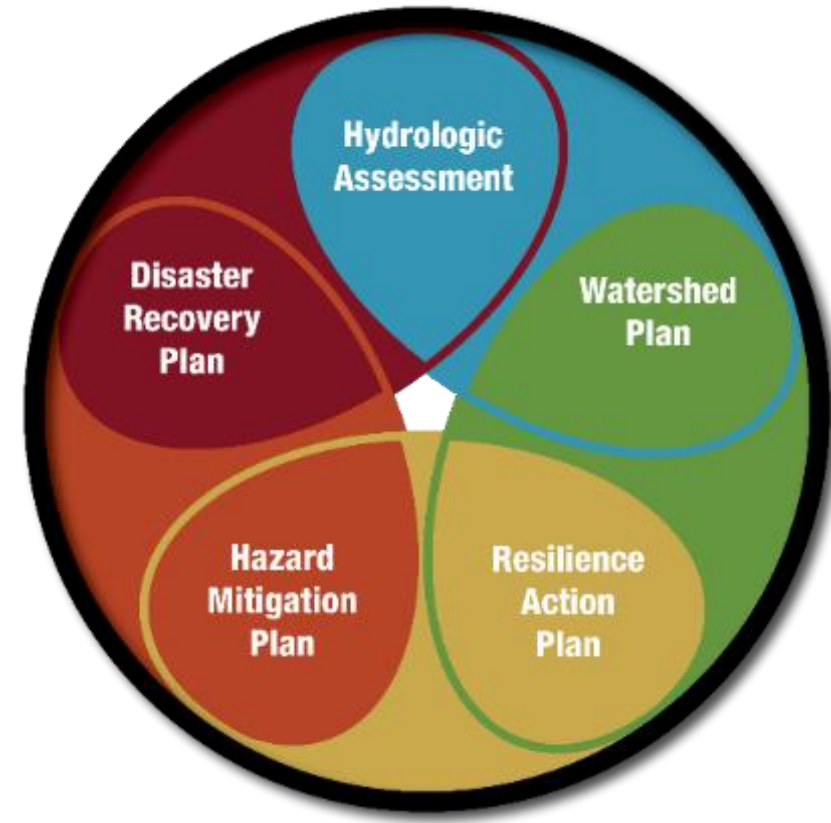 Hydrologic
Assessment
Watershed
Plan
Resilience
Action
Plan
Hazard
Mitigation
Plan
Disaster
Recovery
Plan